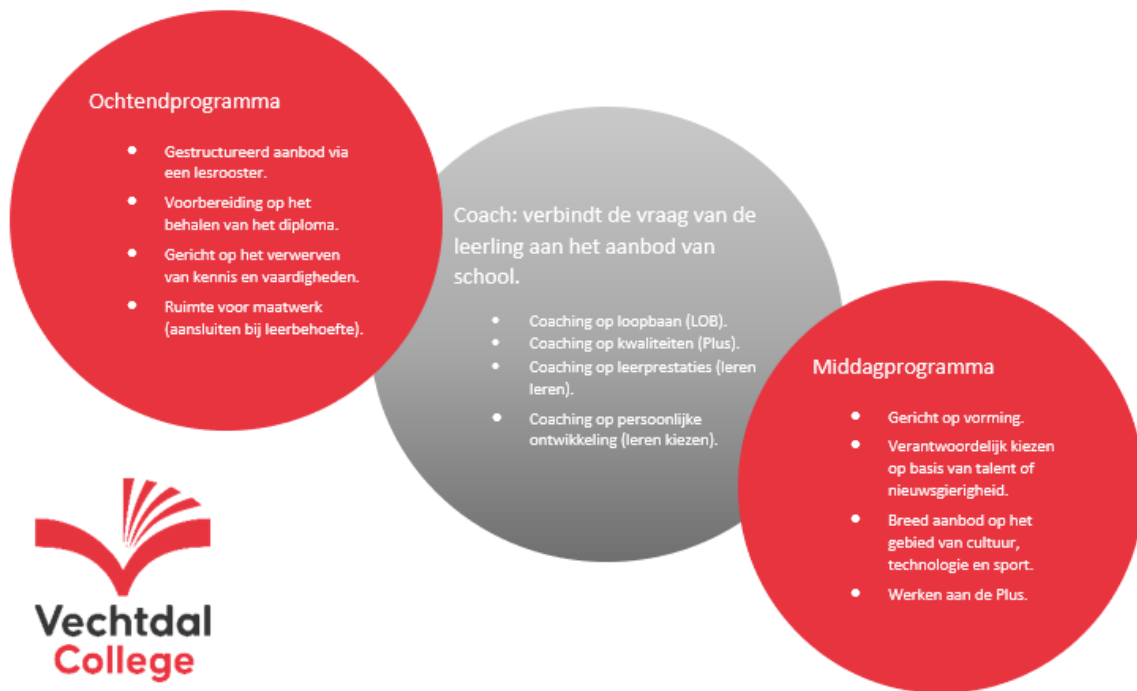 Ochtendprogramma
• Gestructureerd aanbod via
een lesrooster.
• Voorbereiding op het
behalen van het diploma.
• Gericht op het verwerven
van kennis en vaardigheden.
• Ruimte voor maatwerk
(aansluiten bij leerbehoefte).
Coach: verbindt de vraag van de
leerling aan het aanbod van
school.
• Coaching op loopbaan (LOB).
• Coaching op kwaliteiten (Plus).
• Coaching op leerprestaties (leren
leren).
• Coaching op persoonlijke
ontwikkeling (leren kiezen).
Middagprogramma
• Gericht op vorming.
• Verantwoordelijk kiezen
op basis van talent of
nieuwsgierigheid.
• Breed aanbod op het
gebied van cultuur,
technologie en sport.
• Werken aan de Plus.
Vechtdal
College